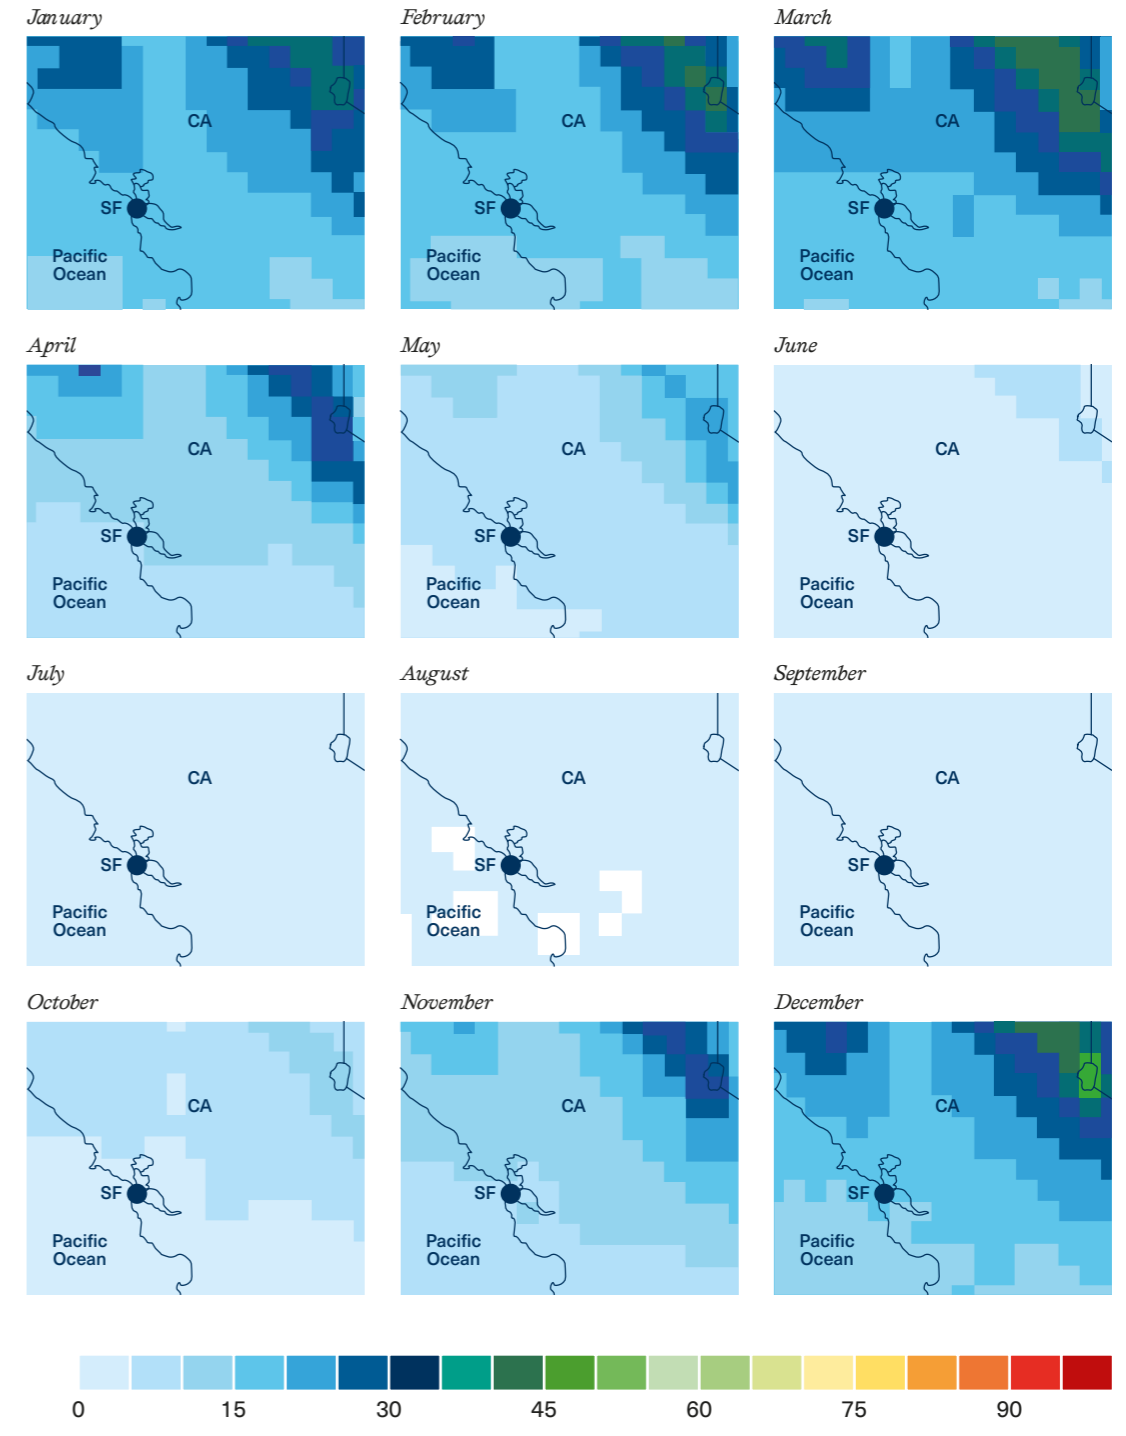 January
February
March
CA
CA
CA
SF
SF
SF
Pacific
Ocean
Pacific
Ocean
Pacific
Ocean
April
May
June
CA
CA
CA
SF
SF
SF
Pacific
Ocean
Pacific
Ocean
Pacific
Ocean
July
August
September
CA
CA
CA
SF
SF
SF
Pacific
Ocean
Pacific
Ocean
Pacific
Ocean
October
November
December
CA
CA
CA
SF
SF
SF
Pacific
Ocean
Pacific
Ocean
Pacific
Ocean
0 15 30 45 60 75 90